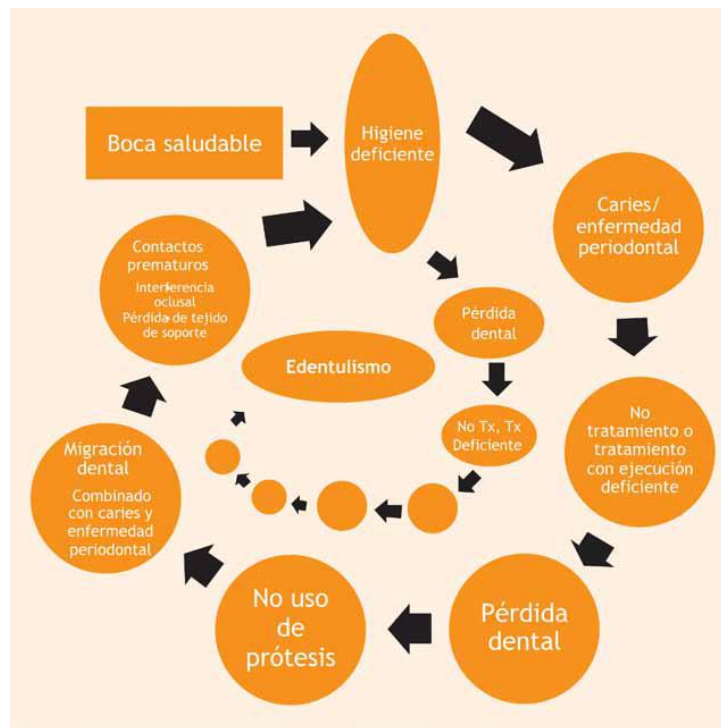 Boca saludable
Higiene
deficiente
Caries/
enfermedad
periodontal
No
tratamiento o
tratamiento
con ejecución
deficiente
Pérdida
dental
No uso
de
prótesis
Migración
dental
Combinado
con caries y
enfermedad
periodontal
Contactos
prematuros
Interferencia
oclusal
Pérdida de tejido
de soporte
Pérdida
dental
No Tx, Tx
Deficiente
Edentulismo